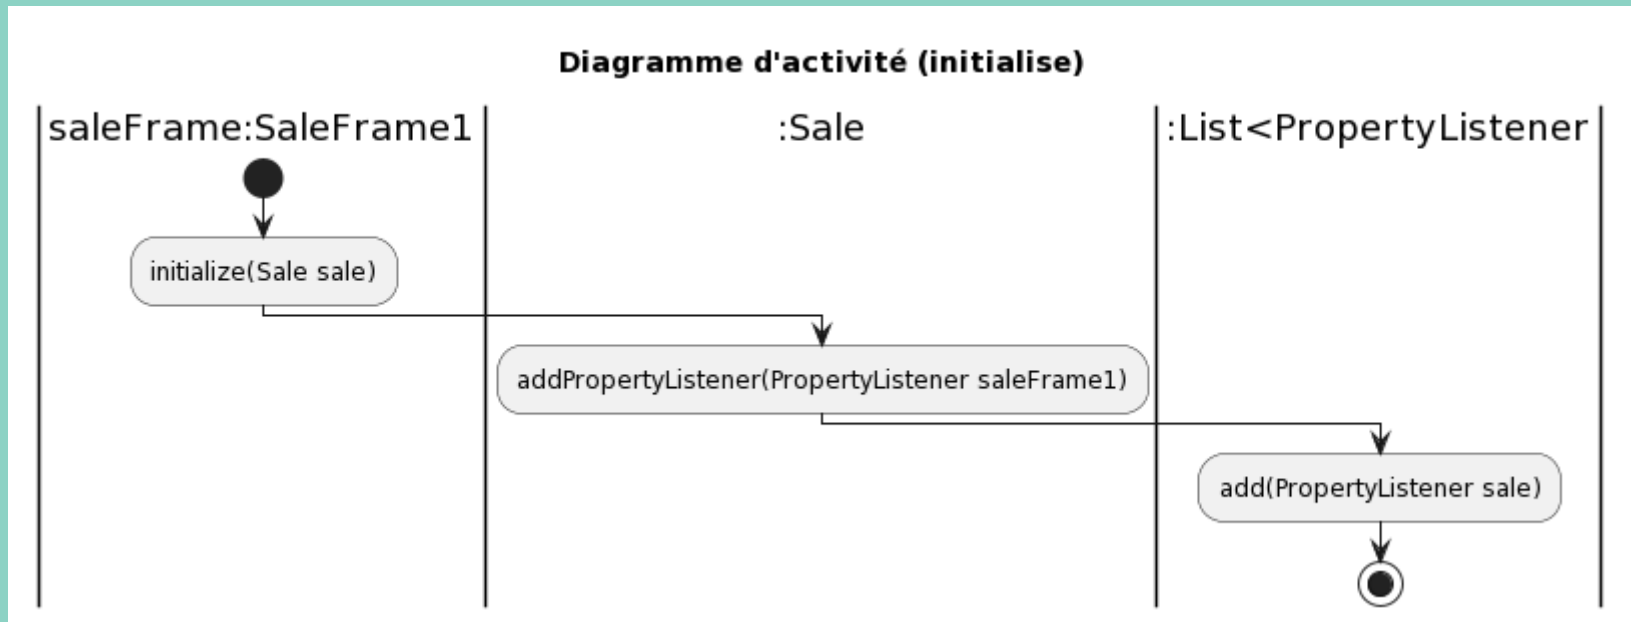 Diagramme d'activité (initialise)
saleFrame:SaleFrame1
:Sale
:List<PropertyListener
initialize(Sale sale)
addPropertyListener(PropertyListener saleFrame1)
add(PropertyListener sale)